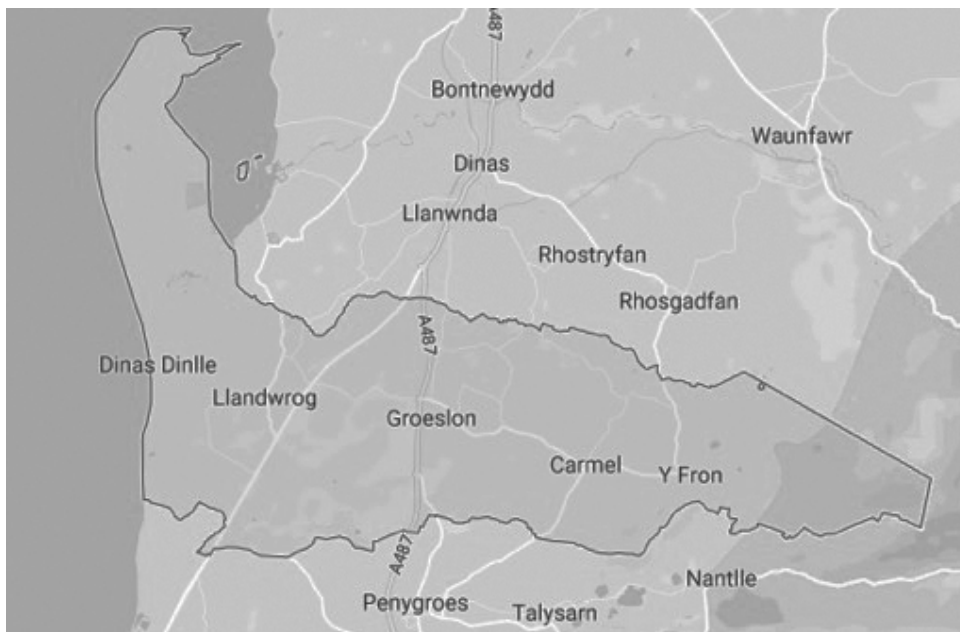 A487
Bontnewydd
Waunfawr
Dinas
Llanwnda
Rhostryfan
Rhosgadfan
A487
Dinas Dinlle
Llandwrog
Groeslon
Carmel
Y Fron
A487
Nantlle
Penygroes
Talysarn